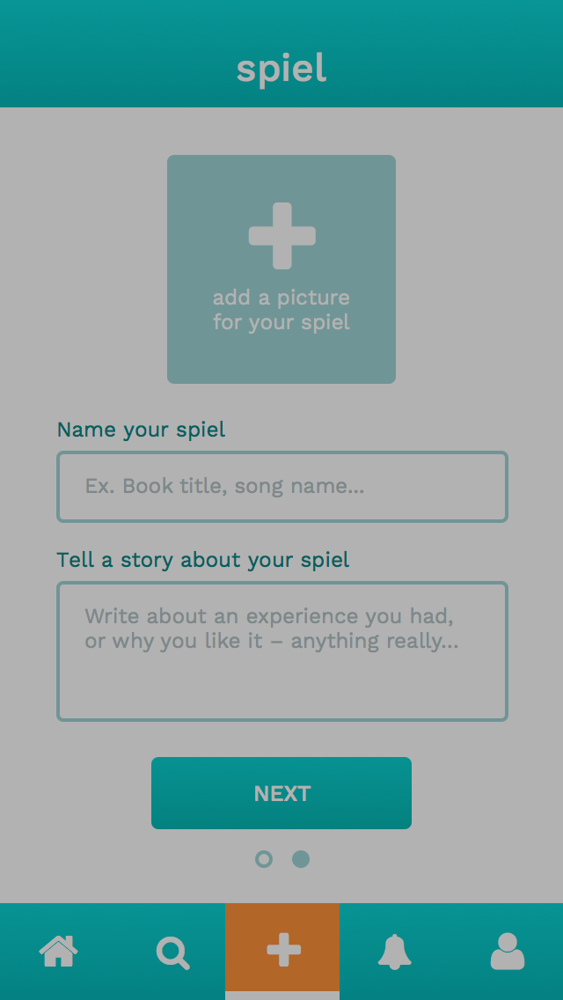 spiel
add a picture
for your spiel
Name your spiel
Ex. Book title, song name...
Tell a story about your spiel
Write about an experience you had,
or why you like it – anything really...
NEXT